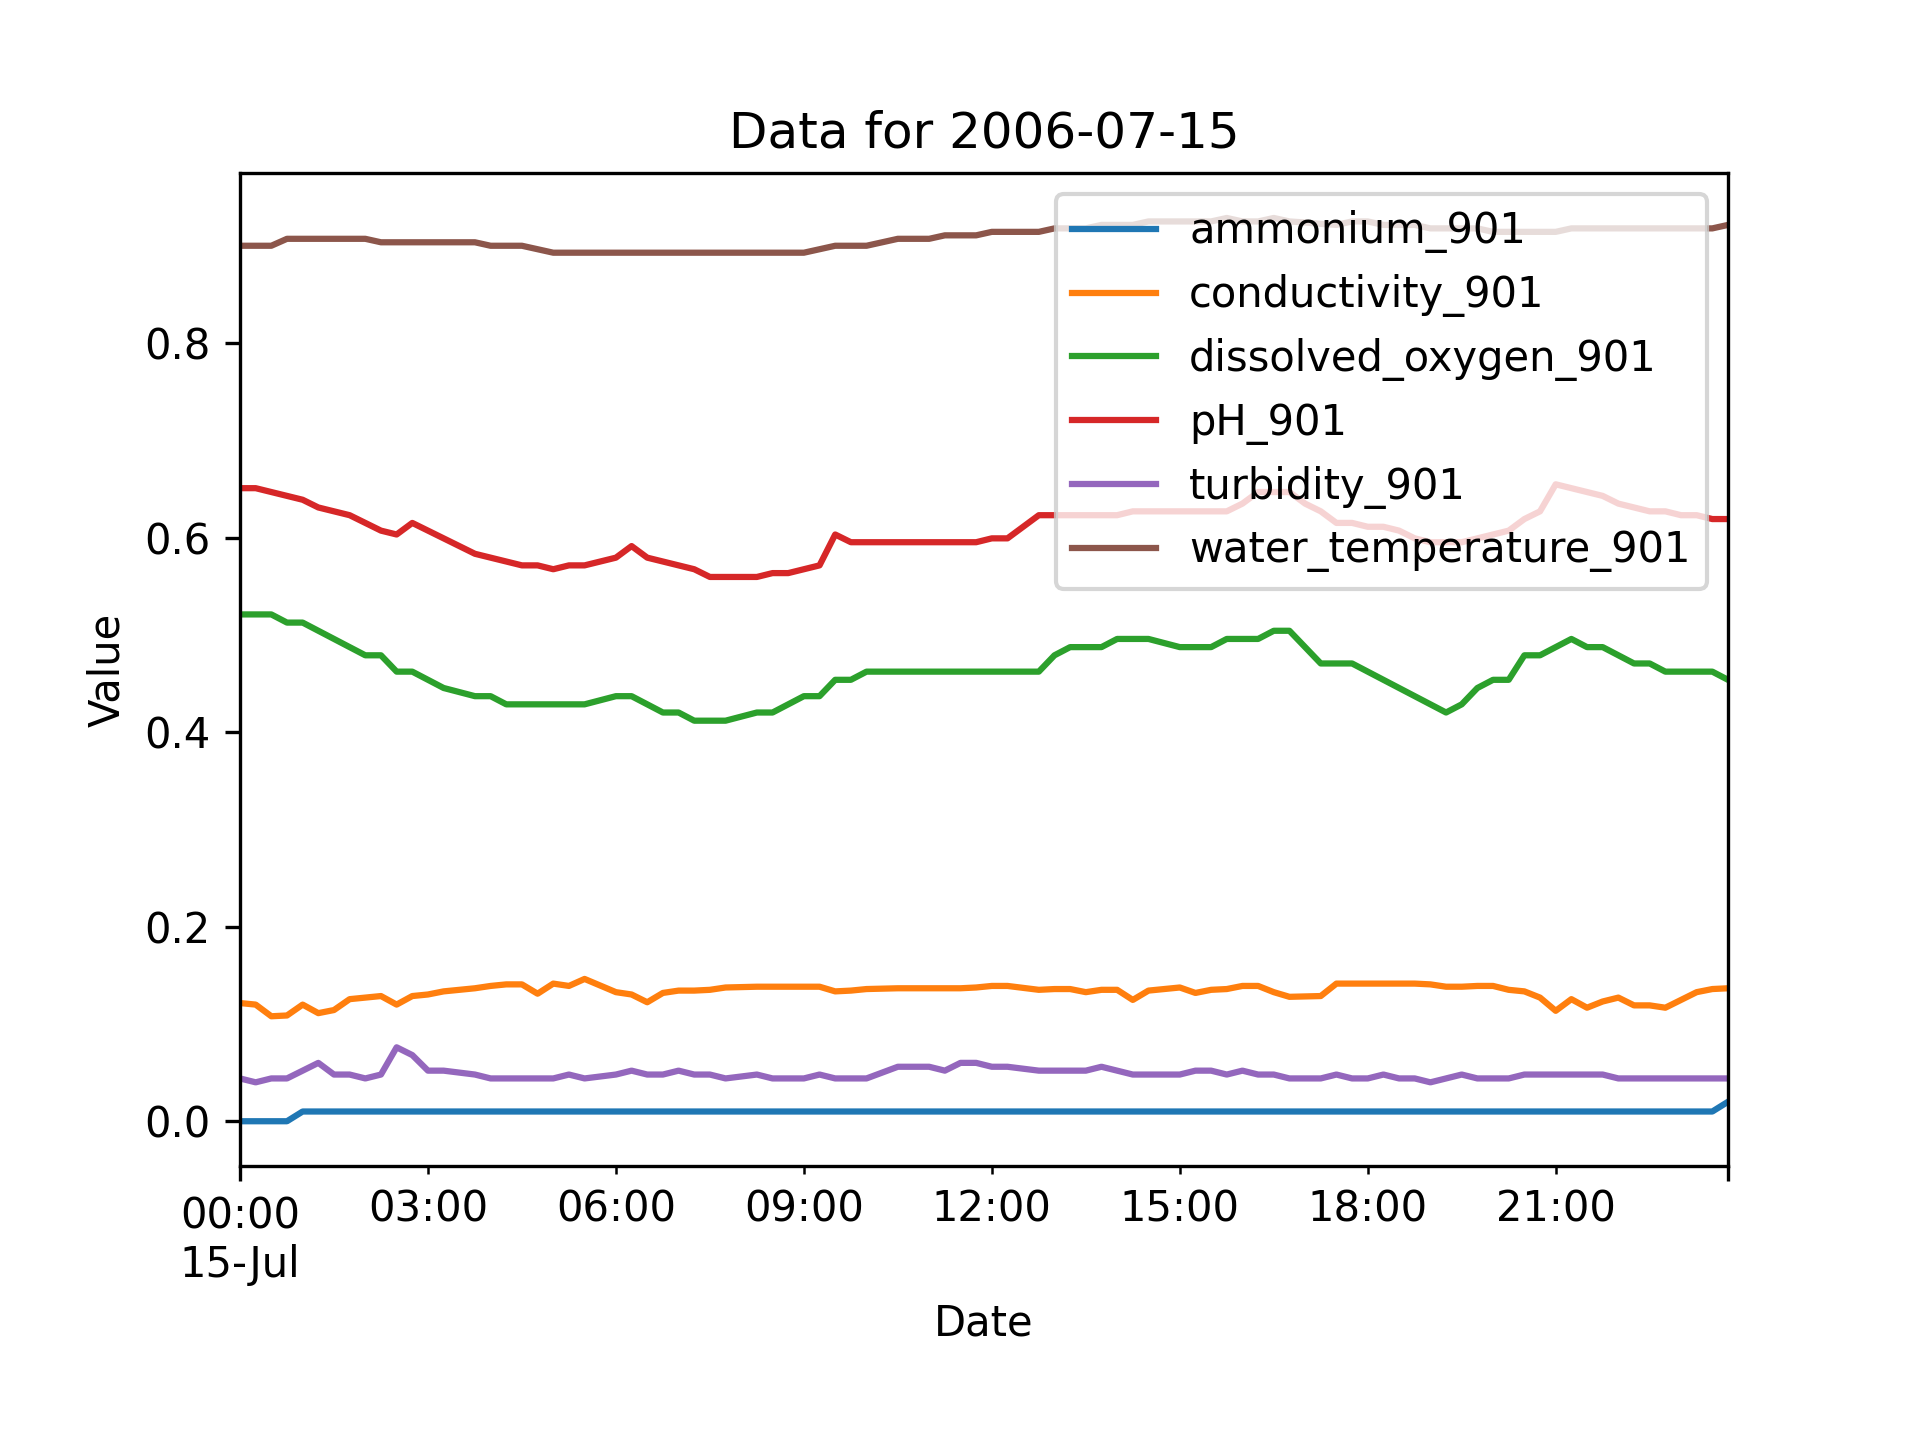 Data for 2006-07-15
ammonium_901
conductivity_901
dissolved_oxygen_901
pH_901
turbidity_901
water_temperature_901
Value
0.8
0.6
0.4
0.2
0.0
00:00 03:00 06:00 09:00 12:00 15:00 18:00 21:00
15-Jul
Date